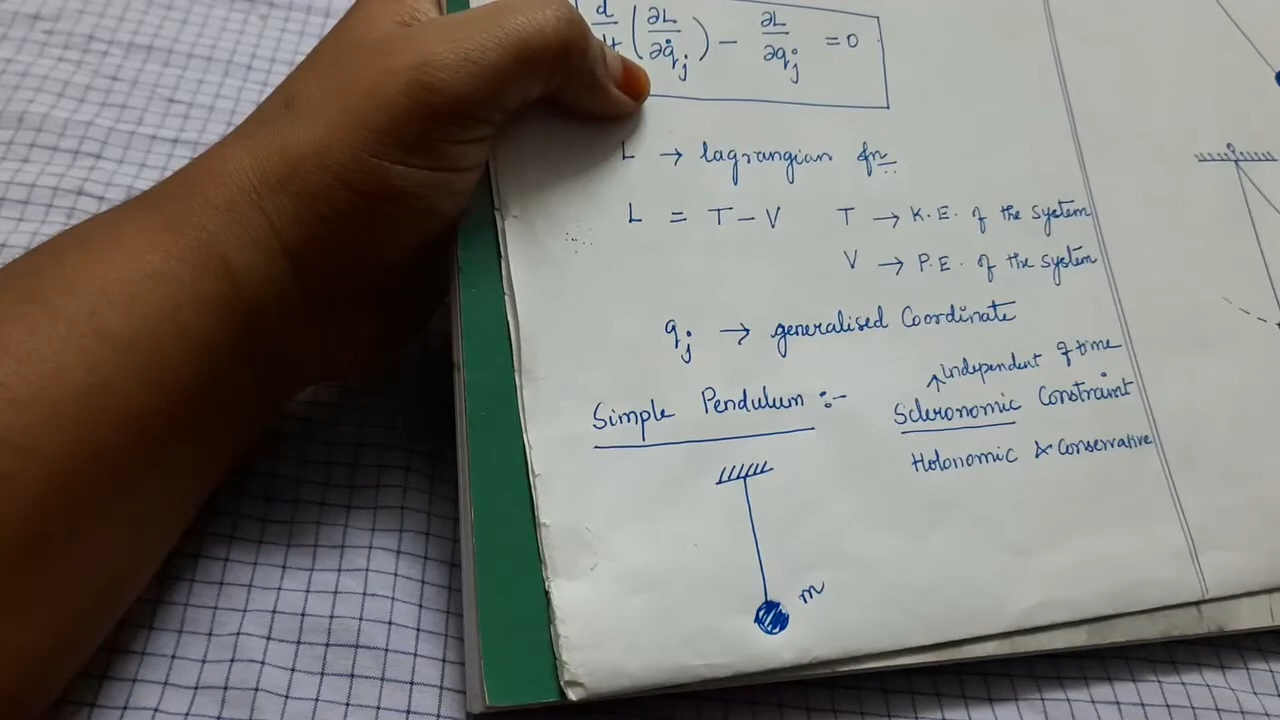 d/dt (∂L/∂q̇j) - ∂L/∂qj = 0
L → lagrangian fn
L = T - V T → K.E. of the system
V → P.E. of the system
qj → generalised Coordinate
Simple Pendulum :-
independent of time
Scleronomic Constraint
Holonomic & Conservative
m